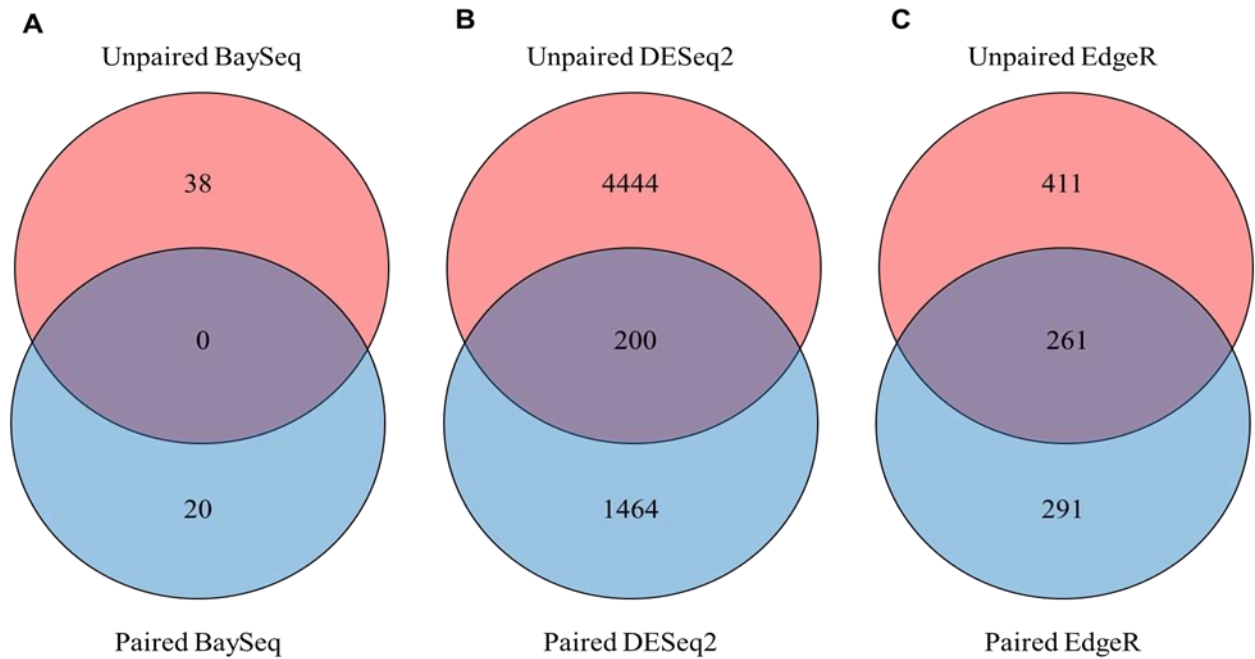 A
Unpaired BaySeq
38
0
20
Paired BaySeq
B
Unpaired DESeq2
4444
200
1464
Paired DESeq2
C
Unpaired EdgeR
411
261
291
Paired EdgeR